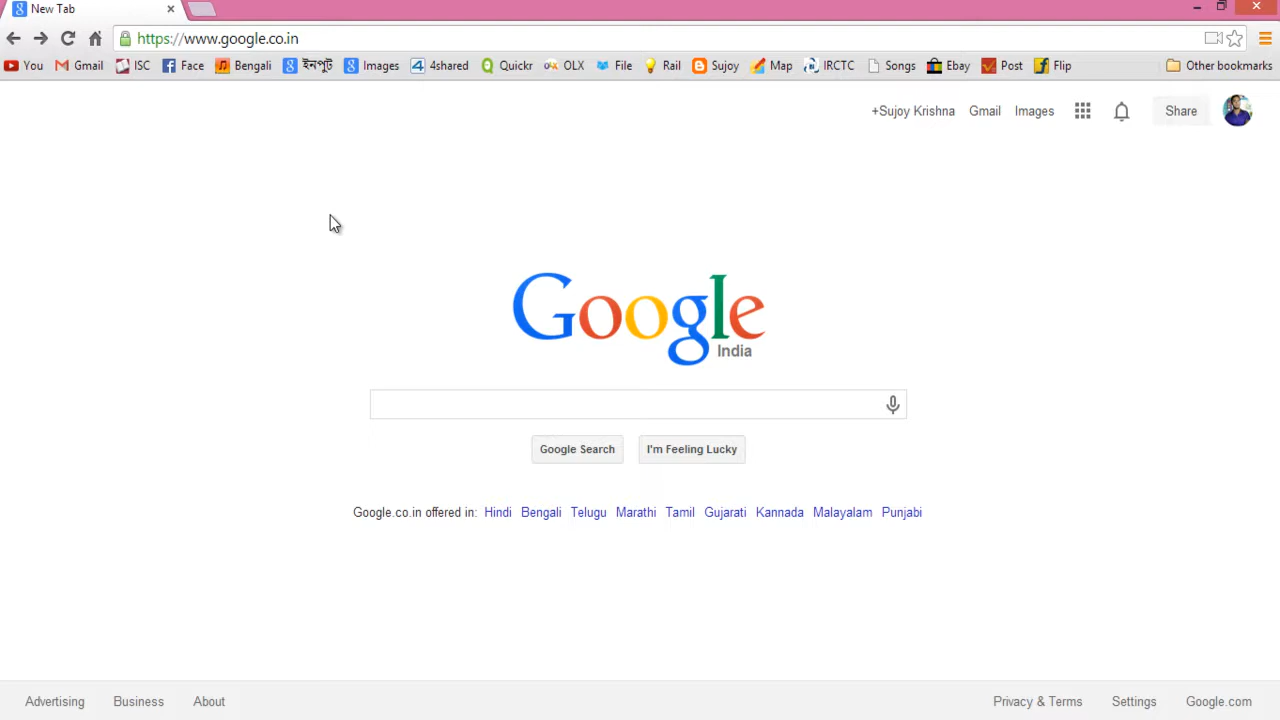 New Tab
https://www.google.co.in
You Gmail ISC Face Bengali ইনপুট Images 4shared Quickr OLX File Rail Sujoy Map IRCTC Songs Ebay Post Flip Other bookmarks
+Sujoy Krishna Gmail Images Share
Google
India
Google Search I'm Feeling Lucky
Google.co.in offered in: Hindi Bengali Telugu Marathi Tamil Gujarati Kannada Malayalam Punjabi
Advertising Business About Privacy & Terms Settings Google.com